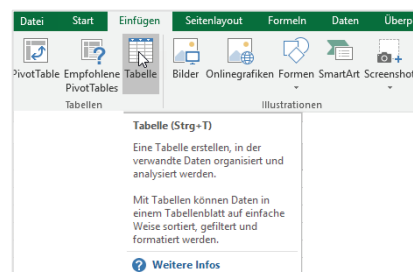 Datei Start Einfügen Seitenlayout Formeln Daten
PivotTable Empfohlene Tabelle Bilder Onlinegrafiken Formen SmartArt Screenshot
PivotTables
Tabellen Illustrationen
Tabelle (Strg+T)
Eine Tabelle erstellen, in der
verwandte Daten organisiert und
analysiert werden.
Mit Tabellen können Daten in
einem Tabellenblatt auf einfache
Weise sortiert, gefiltert und
formatiert werden.
Weitere Infos